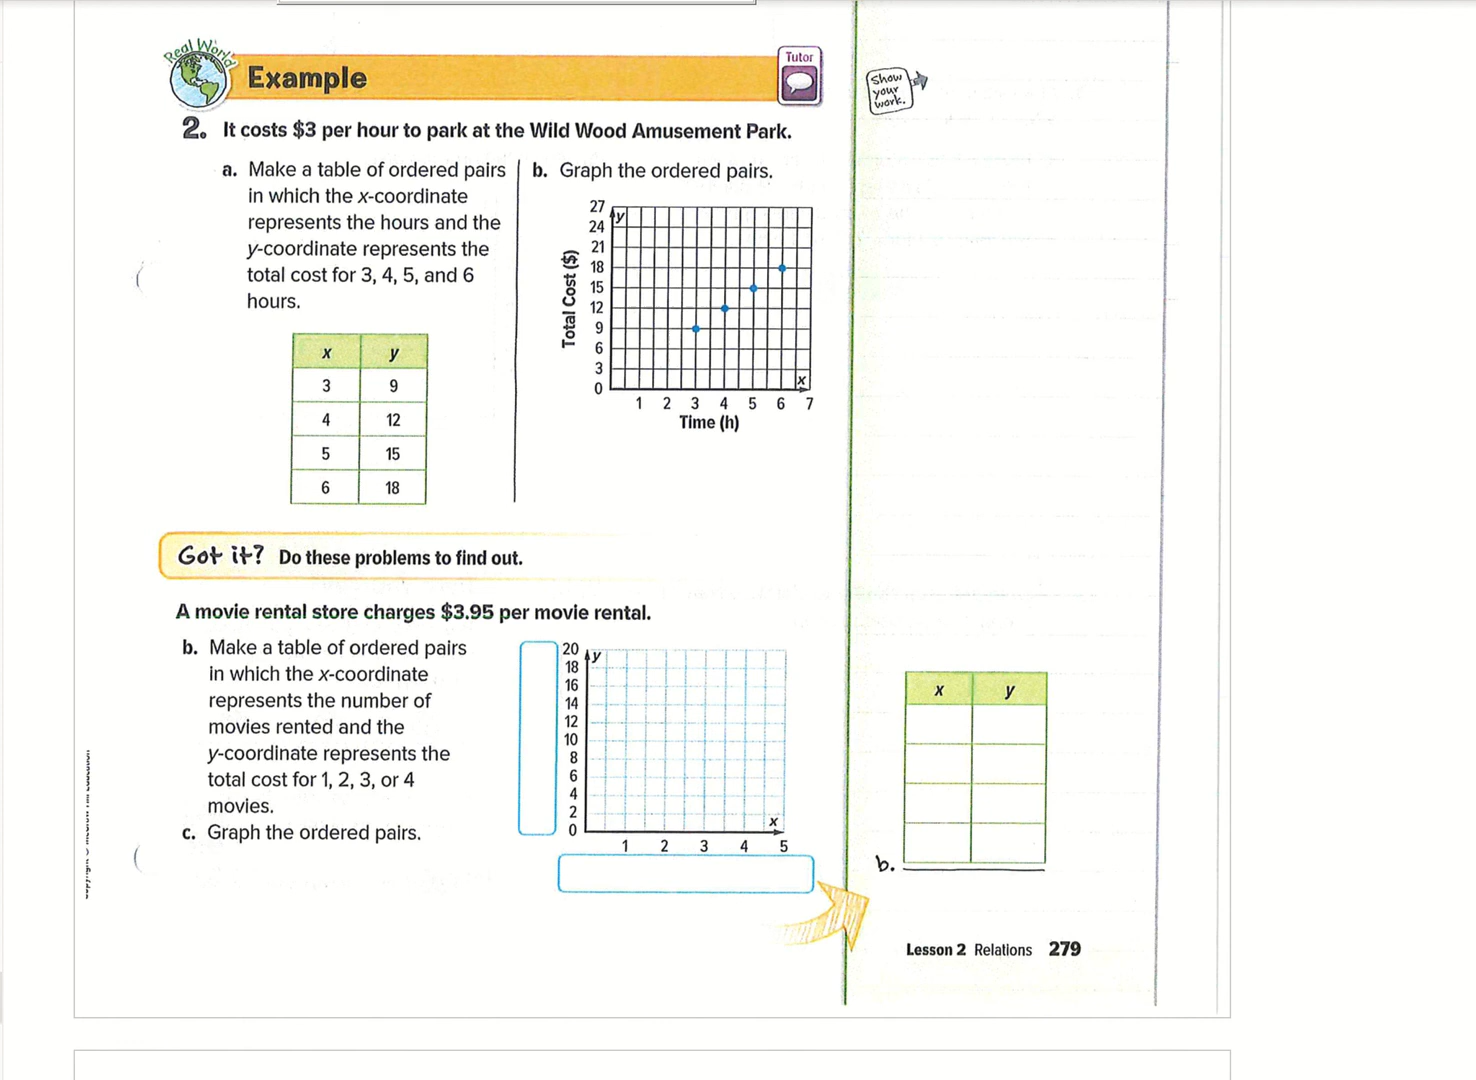 Real World
Example
Tutor
Show
your
work.
2. It costs $3 per hour to park at the Wild Wood Amusement Park.
a. Make a table of ordered pairs
in which the x-coordinate
represents the hours and the
y-coordinate represents the
total cost for 3, 4, 5, and 6
hours.
x y
3 9
4 12
5 15
6 18
b. Graph the ordered pairs.
Total Cost ($)
27
24
21
18
15
12
9
6
3
0
y
x
1 2 3 4 5 6 7
Time (h)
Got it? Do these problems to find out.
A movie rental store charges $3.95 per movie rental.
b. Make a table of ordered pairs
in which the x-coordinate
represents the number of
movies rented and the
y-coordinate represents the
total cost for 1, 2, 3, or 4
movies.
c. Graph the ordered pairs.
20
18
16
14
12
10
8
6
4
2
0
y
x
1 2 3 4 5
x y
b.
Lesson 2 Relations 279